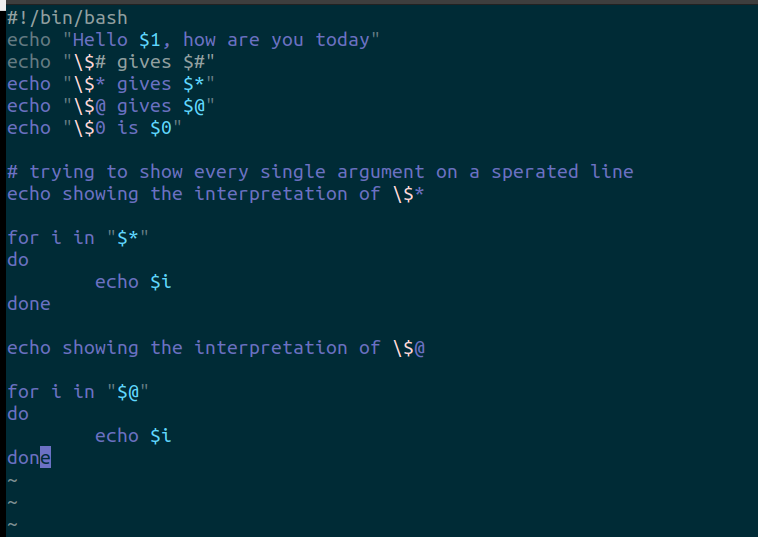 #!/bin/bash
echo "Hello $1, how are you today"
echo "\$# gives $#"
echo "\$* gives $*"
echo "\$@ gives $@"
echo "\$0 is $0"

# trying to show every single argument on a sperated line
echo showing the interpretation of \$*

for i in "$*"
do
        echo $i
done

echo showing the interpretation of \$@

for i in "$@"
do
        echo $i
done
~
~
~